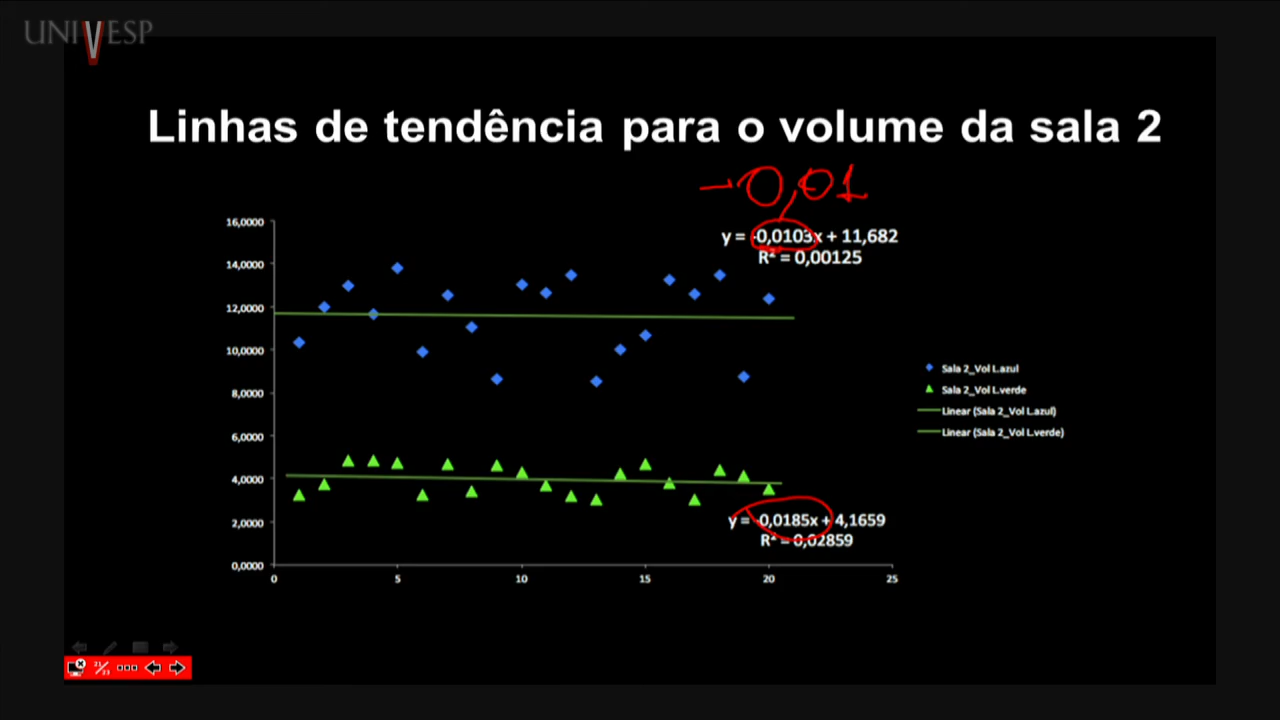 UNIVESP
Linhas de tendência para o volume da sala 2
-0,01
y = -0,0103x + 11,682
R² = 0,00125
16,0000
14,0000
12,0000
10,0000
8,0000
6,0000
4,0000
2,0000
0,0000
0
5
10
15
20
25
Sala 2_Vol L.azul
Sala 2_Vol L.verde
Linear (Sala 2_Vol L.azul)
Linear (Sala 2_Vol L.verde)
y = -0,0185x + 4,1659
R² = 0,02859
21/23